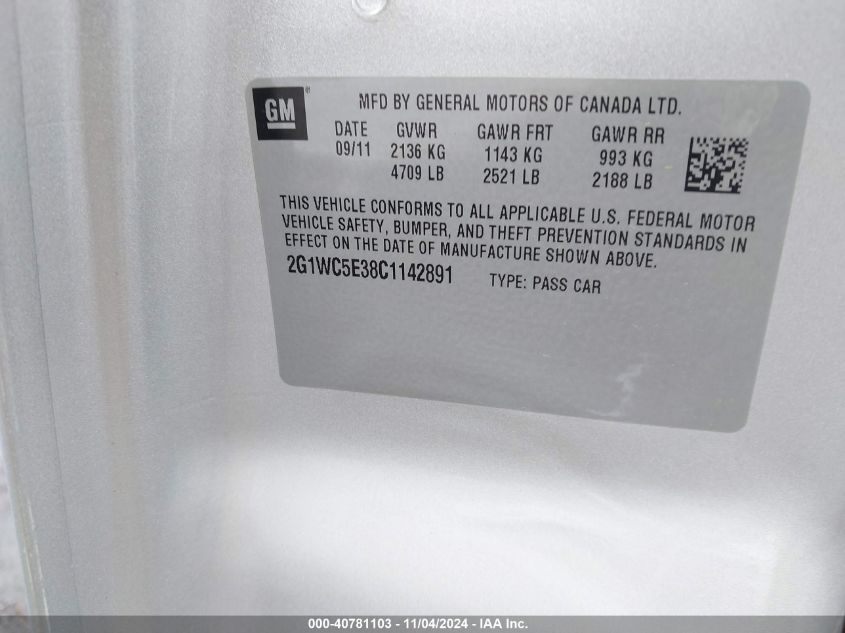 GM
MFD BY GENERAL MOTORS OF CANADA LTD.
DATE GVWR GAWR FRT GAWR RR
09/11 2136 KG 1143 KG 993 KG
4709 LB 2521 LB 2188 LB
THIS VEHICLE CONFORMS TO ALL APPLICABLE U.S. FEDERAL MOTOR
VEHICLE SAFETY, BUMPER, AND THEFT PREVENTION STANDARDS IN
EFFECT ON THE DATE OF MANUFACTURE SHOWN ABOVE.
2G1WC5E38C1142891 TYPE: PASS CAR
000-40781103 - 11/04/2024 - IAA Inc.